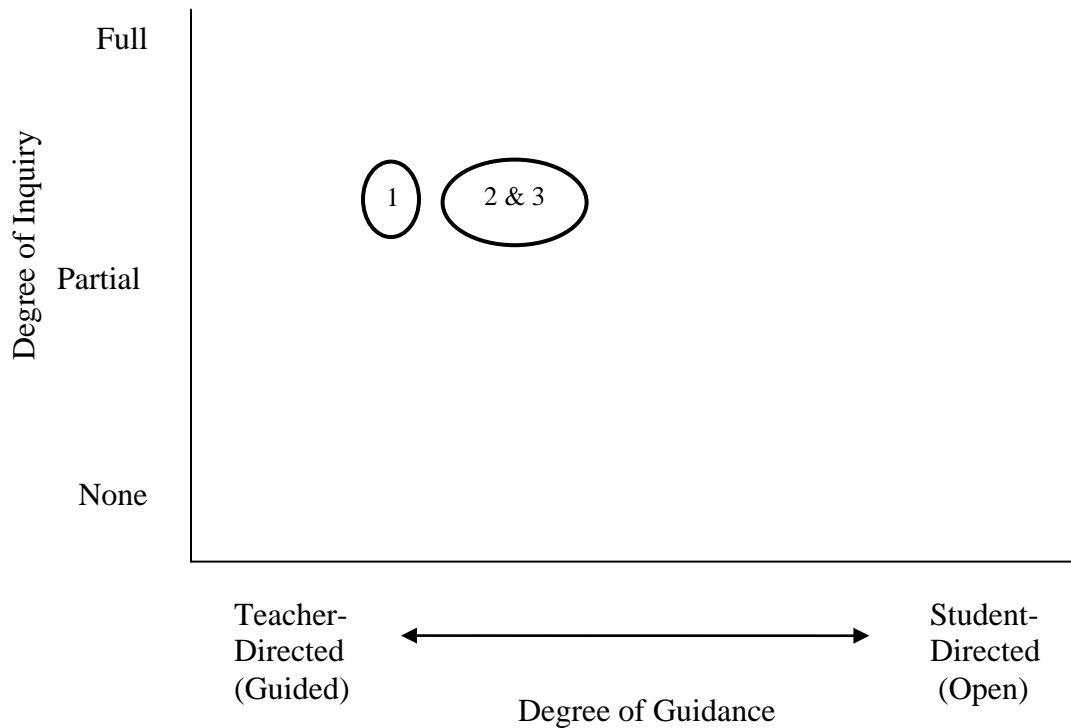 Full
Degree of Inquiry
1
2 & 3
Partial
None
Teacher-
Directed
(Guided)
Student-
Directed
(Open)
Degree of Guidance